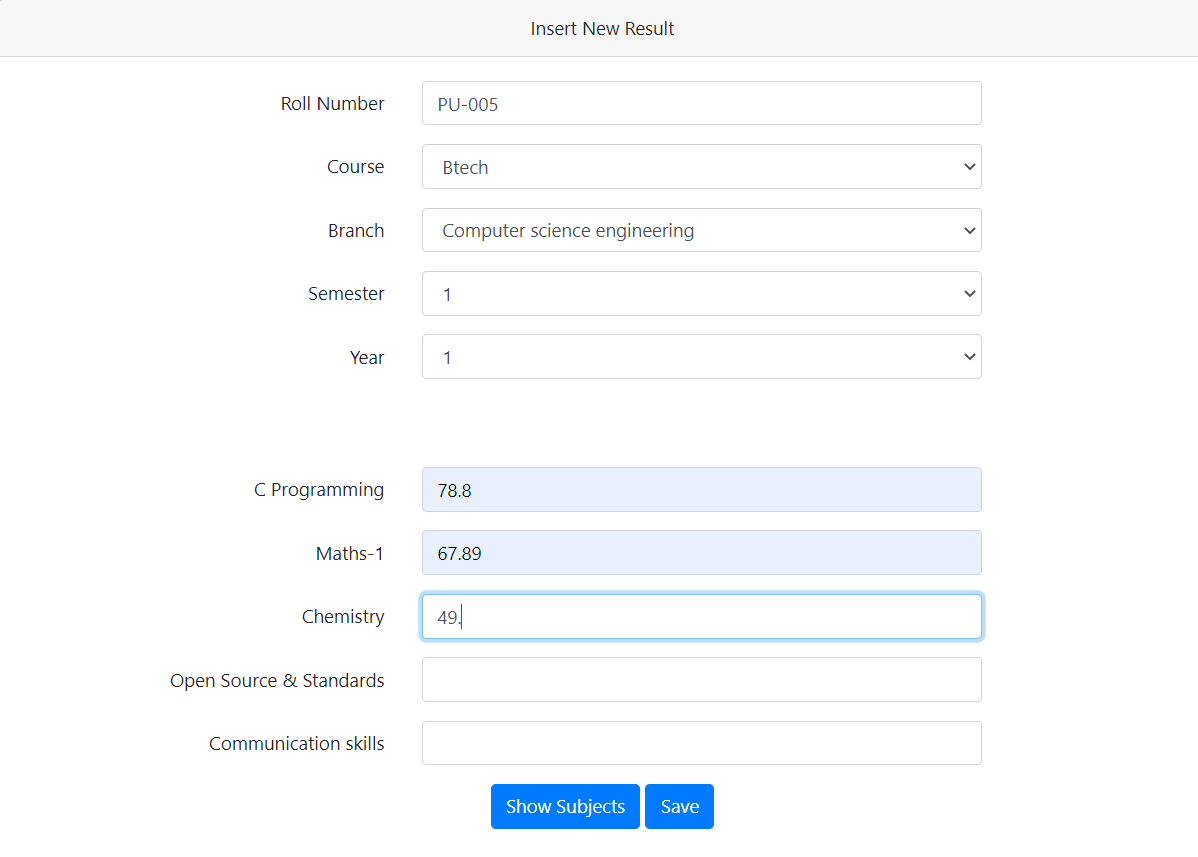 Insert New Result
Roll Number PU-005
Course Btech
Branch Computer science engineering
Semester 1
Year 1
C Programming 78.8
Maths-1 67.89
Chemistry 49.
Open Source & Standards
Communication skills
Show Subjects Save